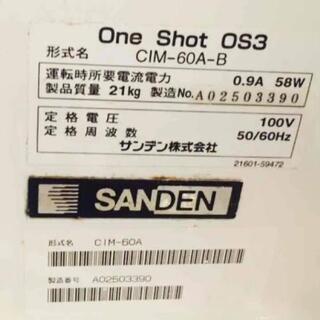 One Shot OS3
形式名 CIM-60A-B
運転時所要電流電力 0.9A 58W
製品質量 21kg 製造No. A02503390
定格電圧 100V
定格周波数 50/60Hz
サンデン株式会社
21601-59472
SANDEN
形式名 CIM-60A
製造番号 A02503390